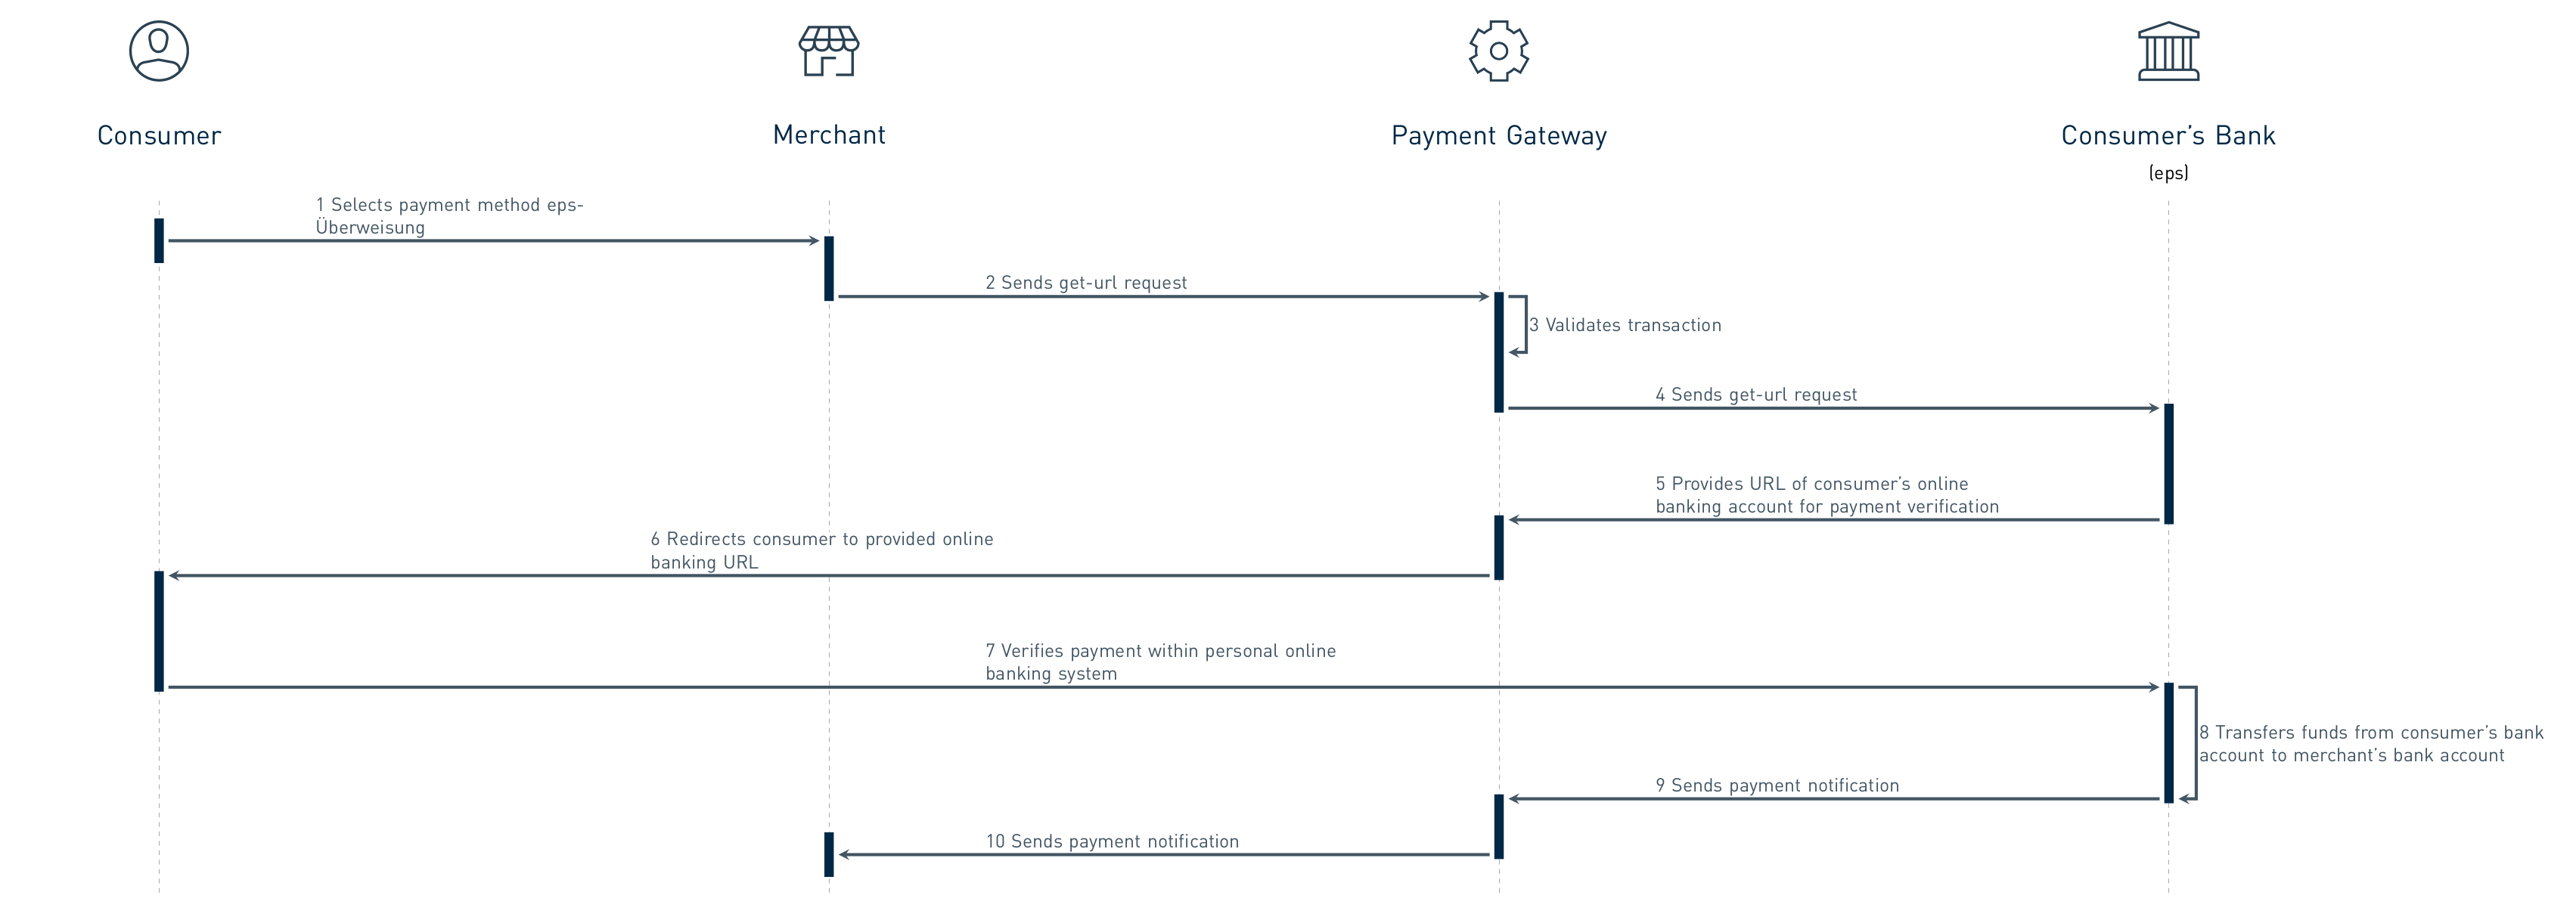 Consumer
Merchant
Payment Gateway
Consumer’s Bank
(eps)
1 Selects payment method eps-
Überweisung
2 Sends get-url request
3 Validates transaction
4 Sends get-url request
5 Provides URL of consumer’s online
banking account for payment verification
6 Redirects consumer to provided online
banking URL
7 Verifies payment within personal online
banking system
8 Transfers funds from consumer’s bank
account to merchant’s bank account
9 Sends payment notification
10 Sends payment notification